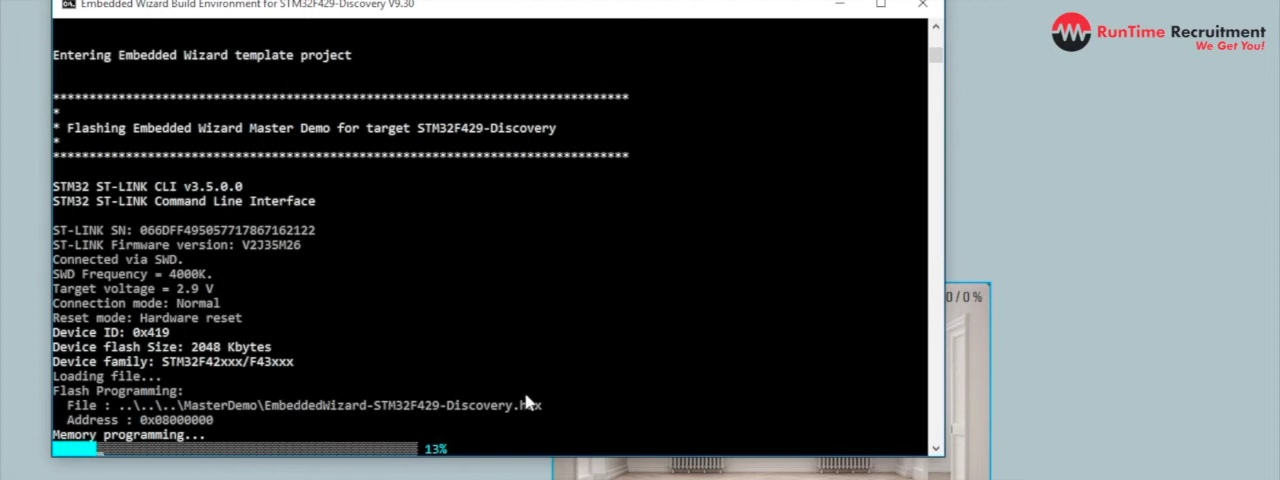 Embedded Wizard Build Environment for STM32F429-Discovery V9.30
RunTime Recruitment
We Get You!
Entering Embedded Wizard template project
*******************************************************************************
*
* Flashing Embedded Wizard Master Demo for target STM32F429-Discovery
*
*******************************************************************************
STM32 ST-LINK CLI v3.5.0.0
STM32 ST-LINK Command Line Interface
ST-LINK SN: 066DFF495057717867162122
ST-LINK Firmware version: V2J35M26
Connected via SWD.
SWD Frequency = 4000K.
Target voltage = 2.9 V
Connection mode: Normal
Reset mode: Hardware reset
Device ID: 0x419
Device flash Size: 2048 Kbytes
Device family: STM32F42xxx/F43xxx
Loading file...
Flash Programming:
File : ..\..\..\MasterDemo\EmbeddedWizard-STM32F429-Discovery.hex
Address : 0x08000000
Memory programming...
13%
0/0%